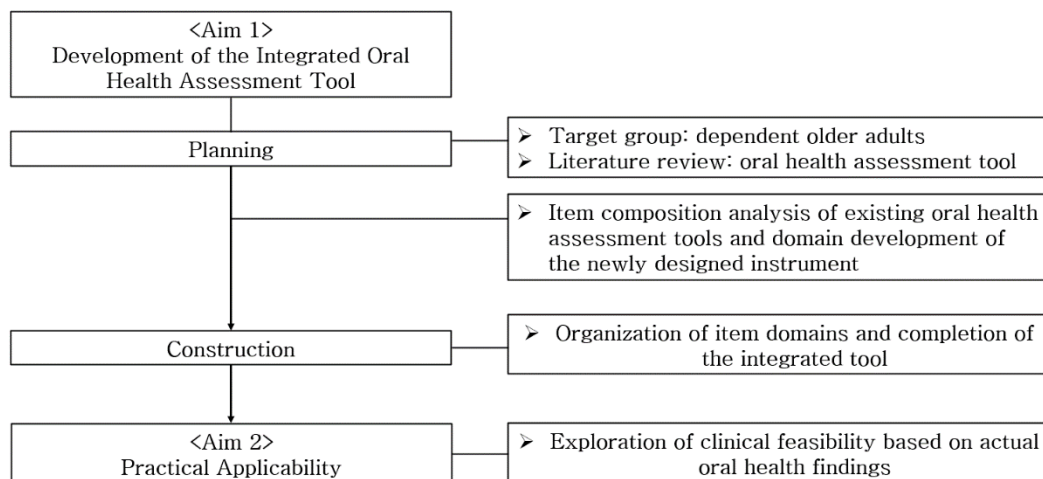 <Aim 1>
Development of the Integrated Oral
Health Assessment Tool
Planning
➢ Target group: dependent older adults
➢ Literature review: oral health assessment tool
➢ Item composition analysis of existing oral health
assessment tools and domain development of
the newly designed instrument
Construction
➢ Organization of item domains and completion of
the integrated tool
<Aim 2>
Practical Applicability
➢ Exploration of clinical feasibility based on actual
oral health findings